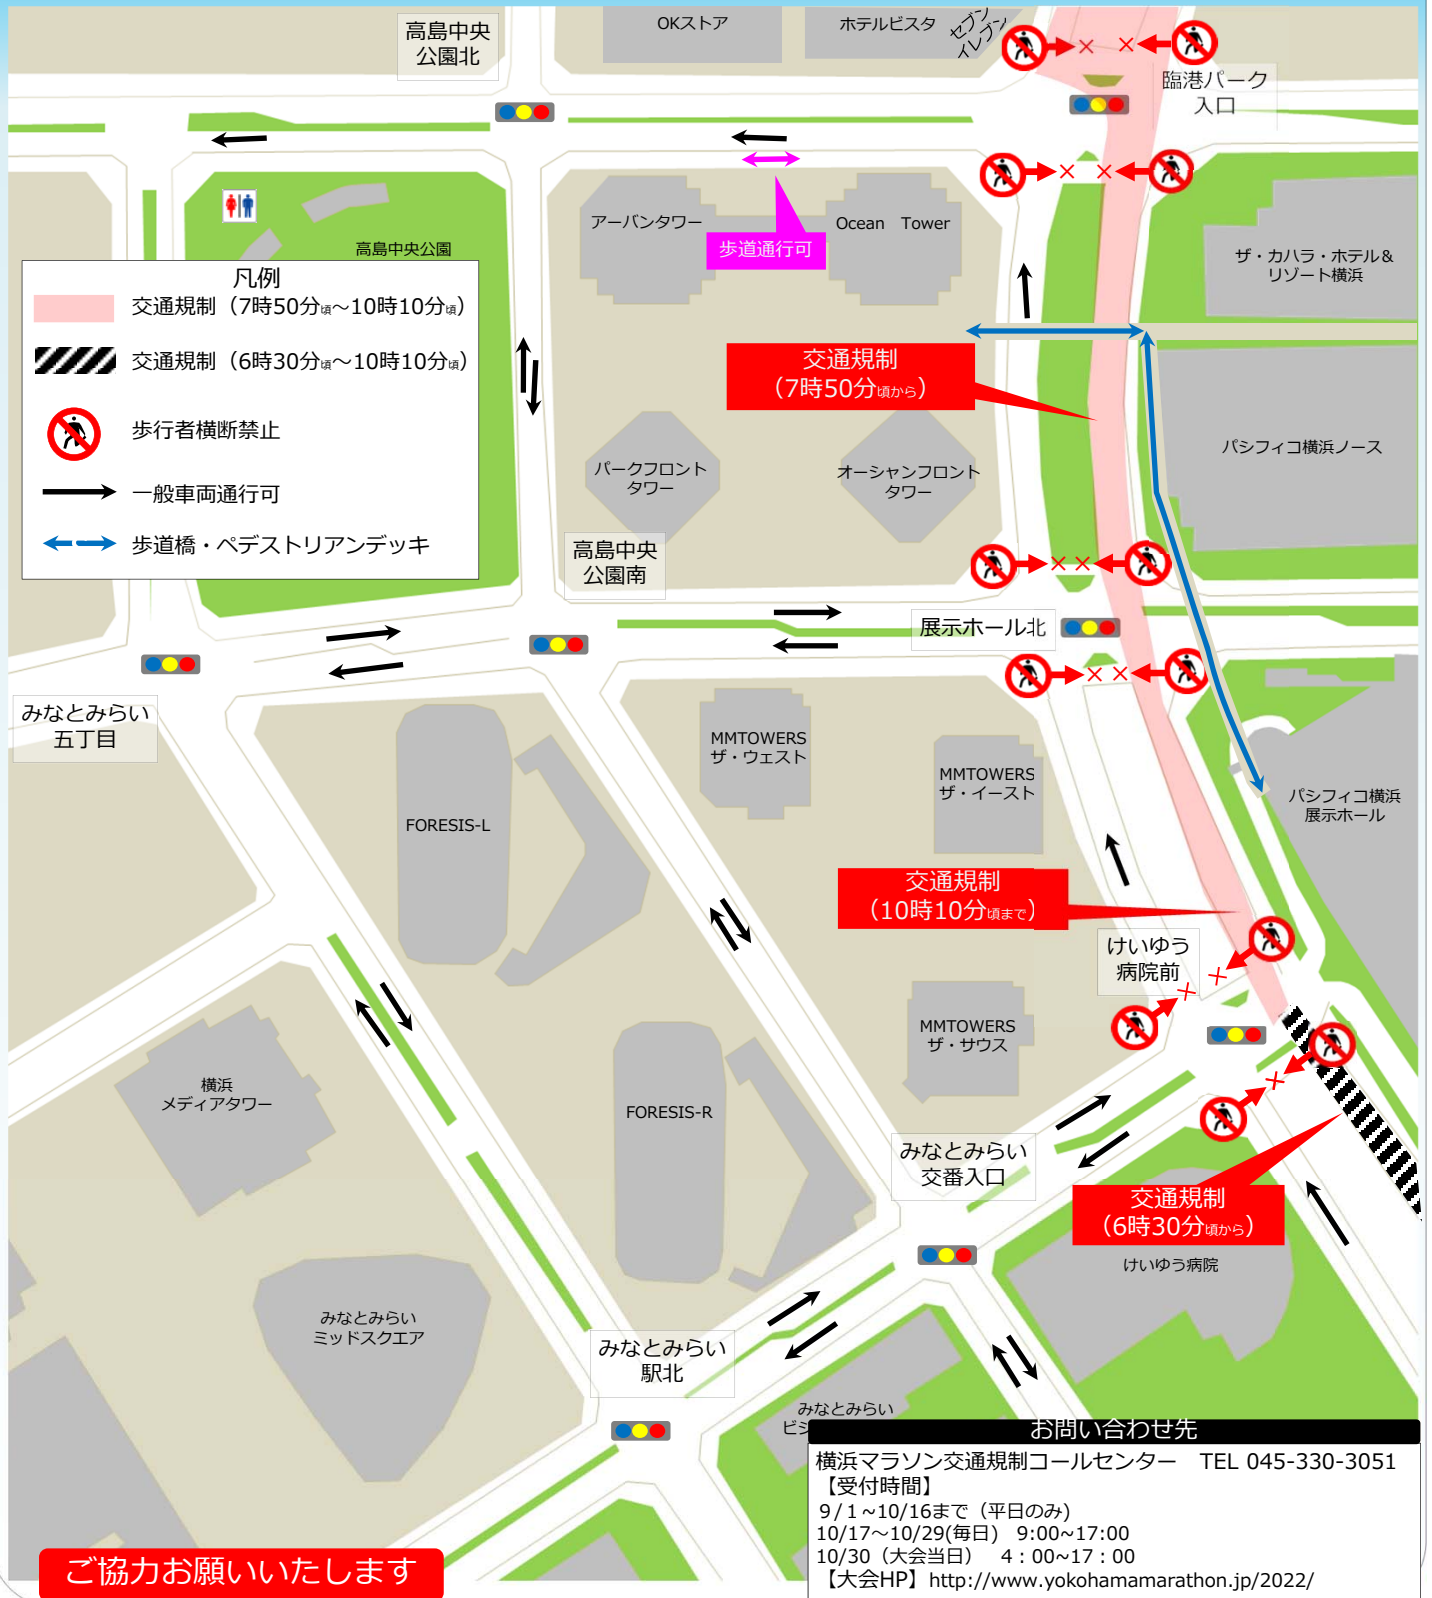 高島中央
公園北
OKストア
ホテルビスタ
セブン
イレブン
臨港パーク
入口
アーバンタワー
Ocean Tower
歩道通行可
高島中央公園
ザ・カハラ・ホテル&
リゾート横浜
凡例
交通規制（7時50分頃～10時10分頃）
交通規制（6時30分頃～10時10分頃）
歩行者横断禁止
一般車両通行可
歩道橋・ペデストリアンデッキ
交通規制
（7時50分頃から）
パークフロント
タワー
オーシャンフロント
タワー
パシフィコ横浜ノース
高島中央
公園南
展示ホール北
みなとみらい
五丁目
MMTOWERS
ザ・ウェスト
MMTOWERS
ザ・イースト
パシフィコ横浜
展示ホール
FORESIS-L
交通規制
（10時10分頃まで）
けいゆう
病院前
MMTOWERS
ザ・サウス
横浜
メディアタワー
FORESIS-R
みなとみらい
交番入口
交通規制
（6時30分頃から）
けいゆう病院
みなとみらい
ミッドスクエア
みなとみらい
駅北
みなとみらい
お問い合わせ先
横浜マラソン交通規制コールセンター　TEL 045-330-3051
【受付時間】
9/1~10/16まで（平日のみ)
10/17～10/29(毎日)　9:00~17:00
10/30（大会当日）　4：00~17：00
【大会HP】http://www.yokohamamarathon.jp/2022/
ご協力お願いいたします